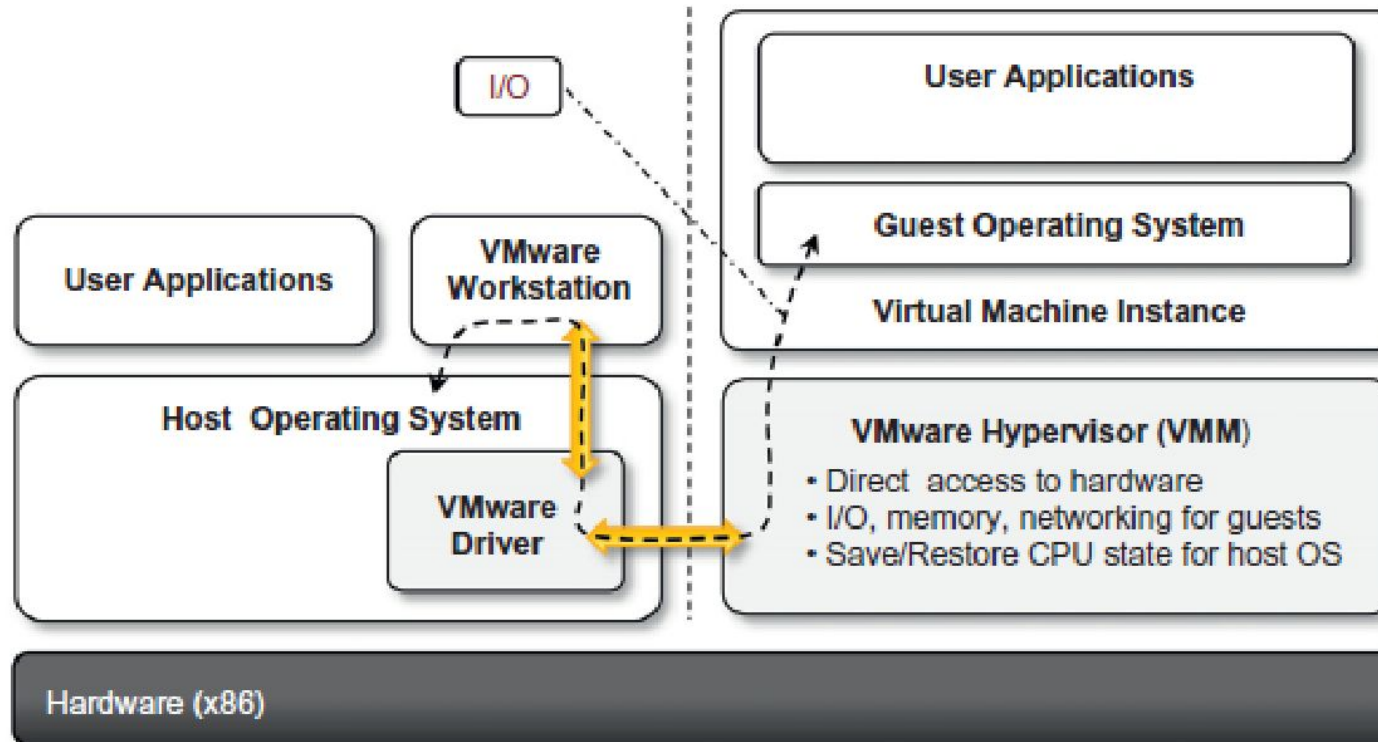 I/O
User Applications
VMware
Workstation
Host  Operating System
VMware
Driver
User Applications
Guest Operating System
Virtual Machine Instance
VMware Hypervisor (VMM)
• Direct  access to hardware
• I/O, memory, networking for guests
• Save/Restore CPU state for host OS
Hardware (x86)